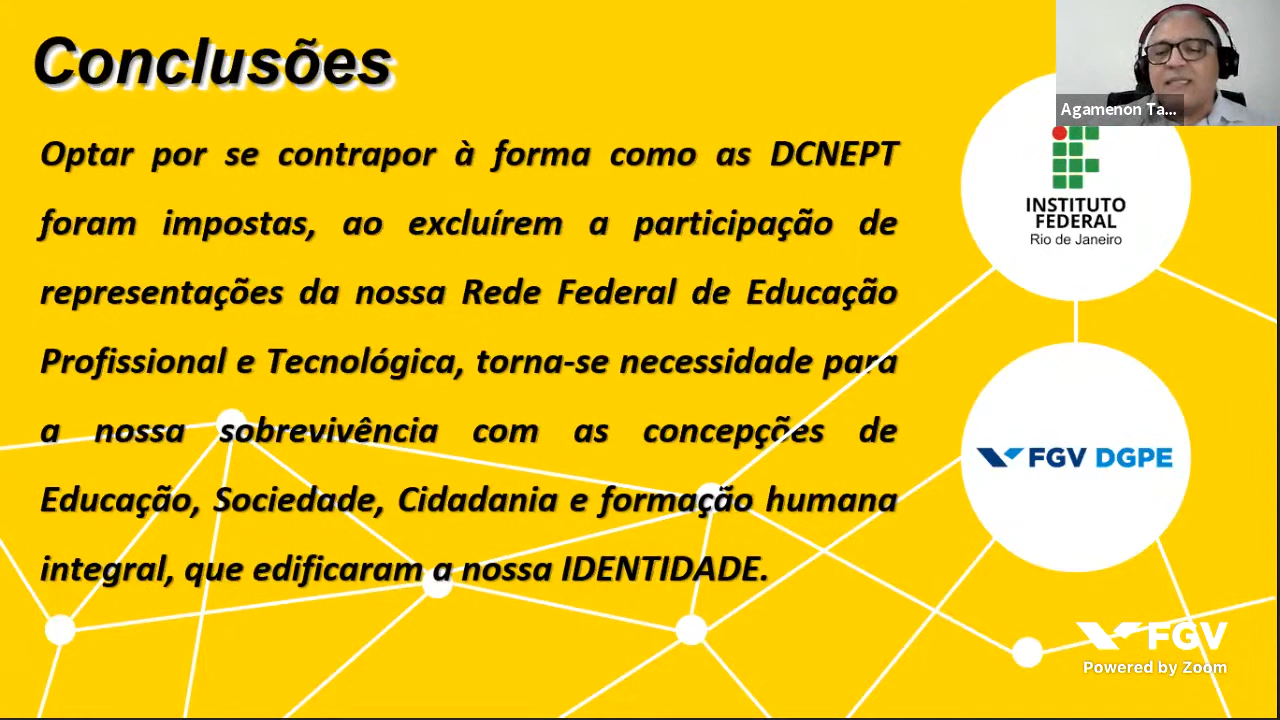 Conclusões
Agamenon Ta...
Optar por se contrapor à forma como as DCNEPT
foram impostas, ao excluírem a participação de
representações da nossa Rede Federal de Educação
Profissional e Tecnológica, torna-se necessidade para
a nossa sobrevivência com as concepções de
Educação, Sociedade, Cidadania e formação humana
integral, que edificaram a nossa IDENTIDADE.
INSTITUTO
FEDERAL
Rio de Janeiro
FGV DGPE
FGV
Powered by Zoom